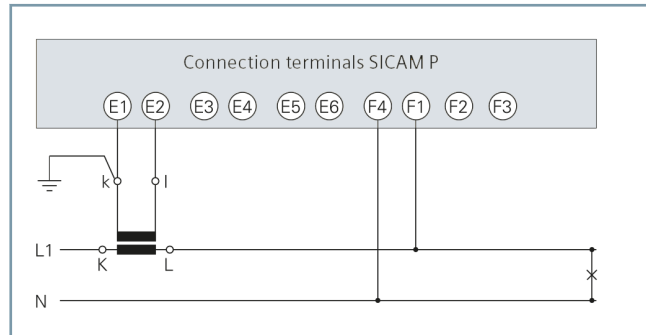 Connection terminals SICAM P
E1 E2 E3 E4 E5 E6 F4 F1 F2 F3
k l
L1 K L
N